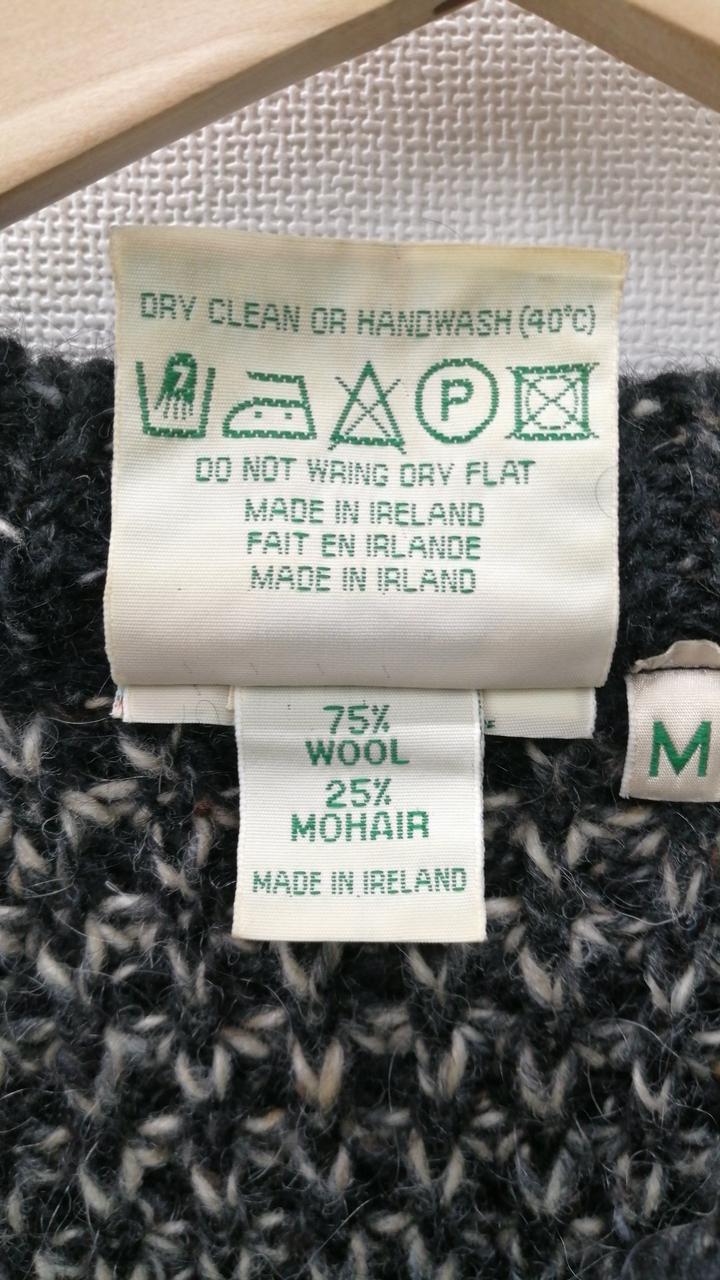 DRY CLEAN OR HANDWASH (40°C)
P
DO NOT WRING DRY FLAT
MADE IN IRELAND
FAIT EN IRLANDE
MADE IN IRLAND
75%
WOOL
25%
MOHAIR
MADE IN IRELAND
M